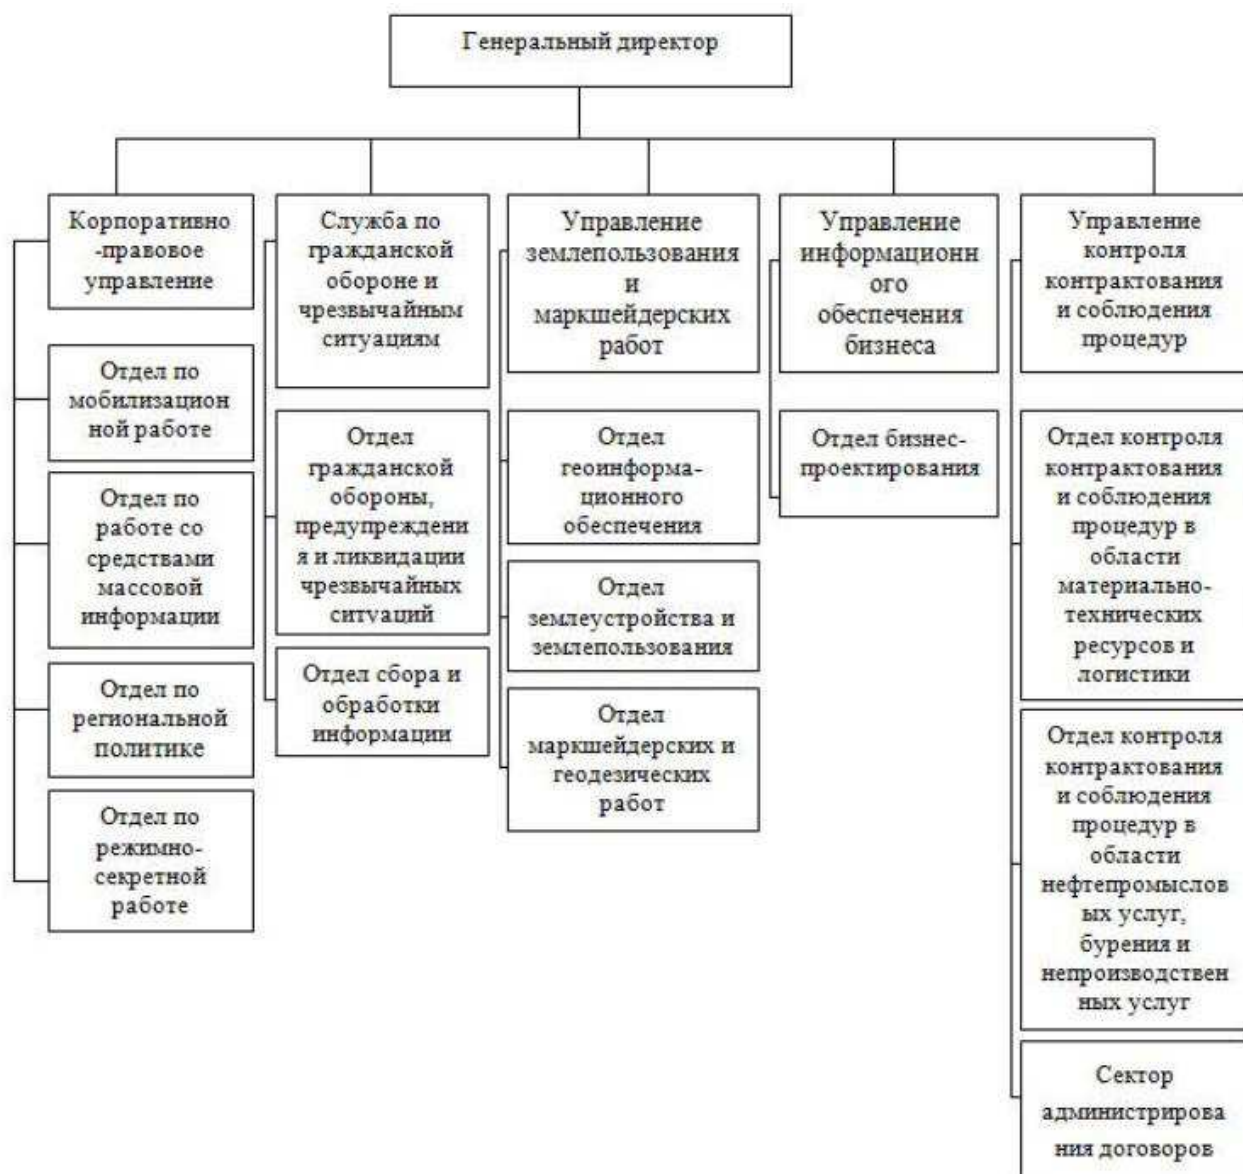 Генеральный директор
Корпоративно
-правовое
управление
Отдел по
мобилизацион
ной работе
Отдел по
работе со
средствами
массовой
информации
Отдел по
региональной
политике
Отдел по
режимно-
секретной
работе
Служба по
гражданской
обороне и
чрезвычайным
ситуациям
Отдел
гражданской
обороны,
предупреждени
я и ликвидации
чрезвычайных
ситуаций
Отдел сбора и
обработки
информации
Управление
землепользования
и
маркшейдерских
работ
Отдел
геоинформа-
ционного
обеспечения
Отдел
землеустройства и
землепользования
Отдел
маркшейдерских и
геодезических
работ
Управление
информационн
ого
обеспечения
бизнеса
Отдел бизнес-
проектирования
Управление
контроля
контрактования
и соблюдения
процедур
Отдел контроля
контрактования
и соблюдения
процедур в
области
материально-
технических
ресурсов и
логистики
Отдел контроля
контрактования
и соблюдения
процедур в
области
нефтепромыслов
ых услуг,
бурения и
непроизводствен
ных услуг
Сектор
администрирова
ния договоров